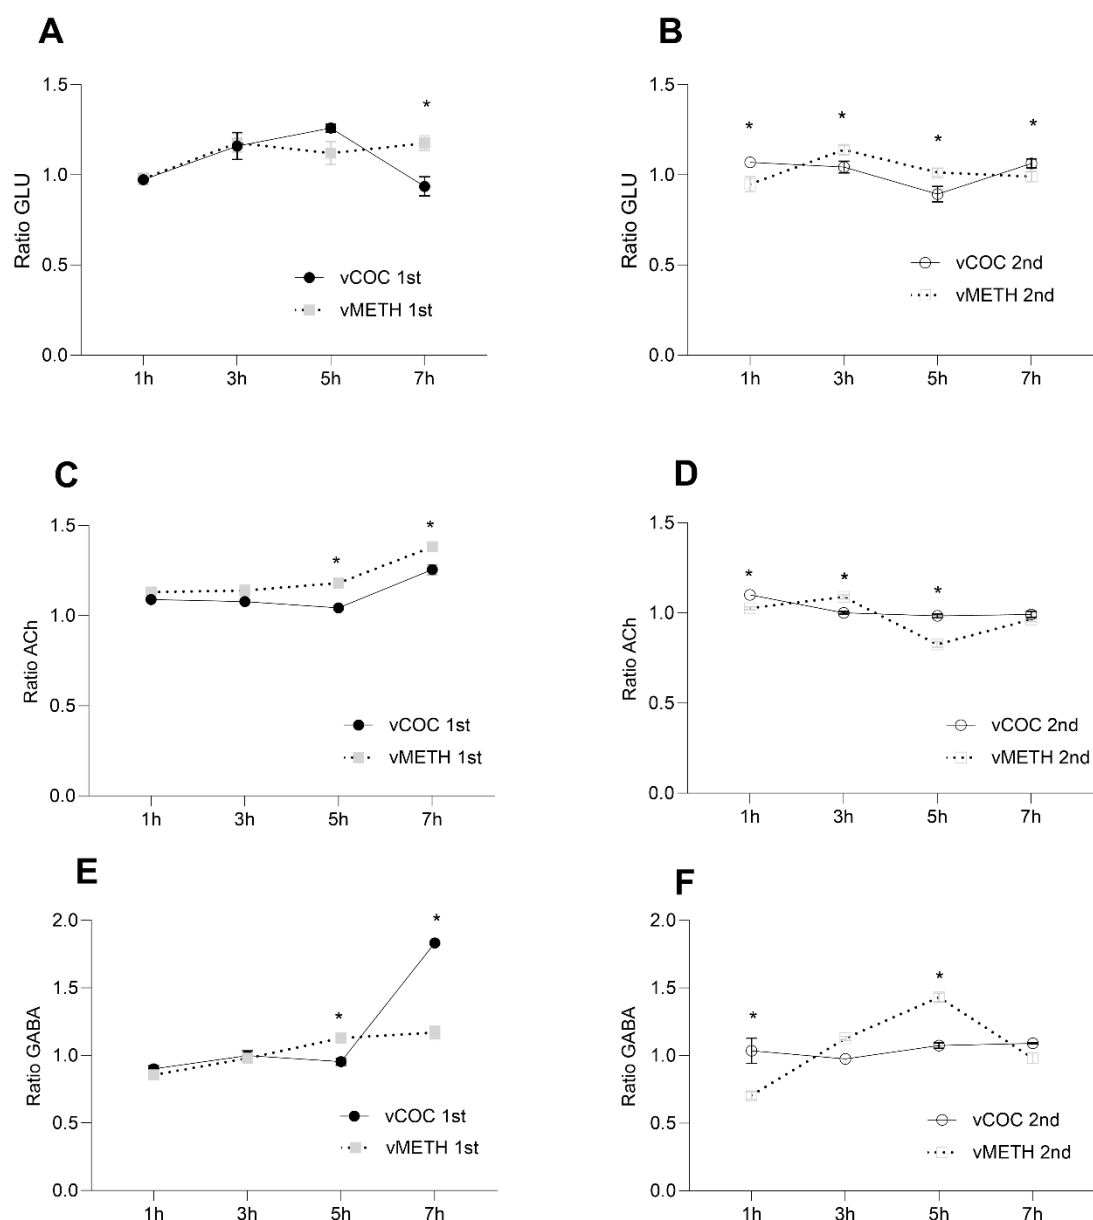 A
Ratio GLU
1.5
1.0
0.5
0.0
*
vCOC 1st
vMETH 1st
1h 3h 5h 7h
B
Ratio GLU
1.5
1.0
0.5
0.0
* * * *
vCOC 2nd
vMETH 2nd
1h 3h 5h 7h
C
Ratio ACh
1.5
1.0
0.5
0.0
* *
vCOC 1st
vMETH 1st
1h 3h 5h 7h
D
Ratio ACh
1.5
1.0
0.5
0.0
* * *
vCOC 2nd
vMETH 2nd
1h 3h 5h 7h
E
Ratio GABA
2.0
1.5
1.0
0.5
0.0
* *
vCOC 1st
vMETH 1st
1h 3h 5h 7h
F
Ratio GABA
2.0
1.5
1.0
0.5
0.0
* *
vCOC 2nd
vMETH 2nd
1h 3h 5h 7h